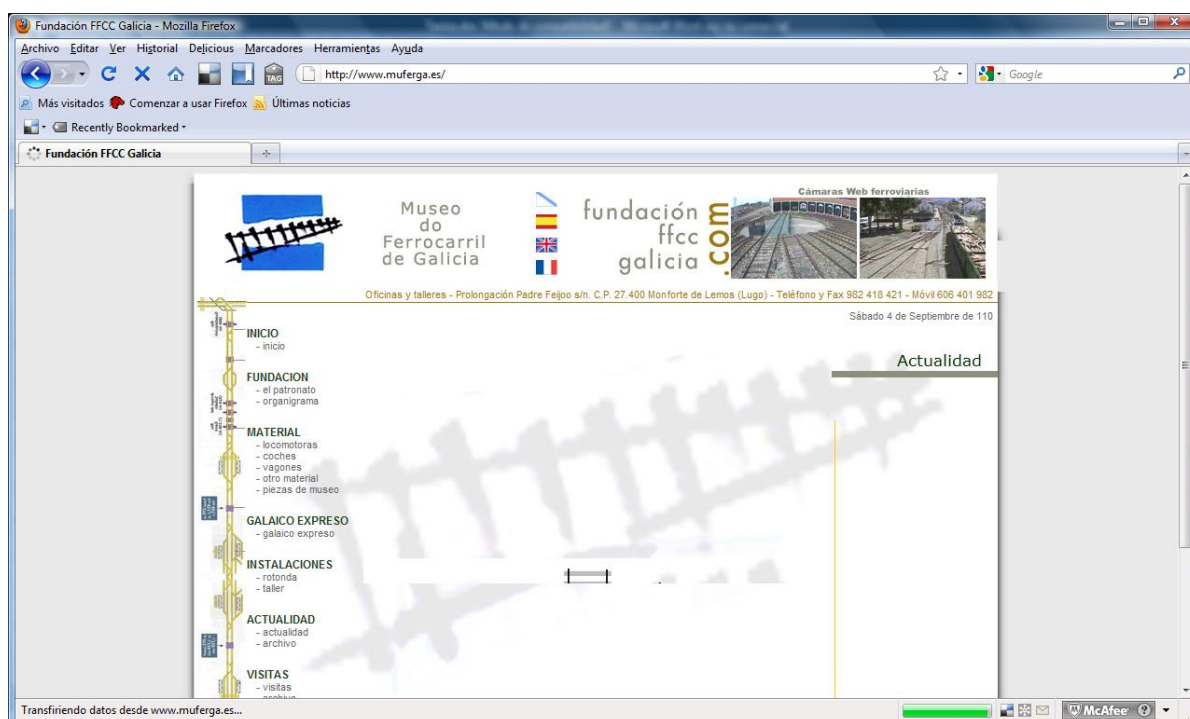 Fundación FFCC Galicia - Mozilla Firefox
Archivo Editar Ver Historial Delicious Marcadores Herramientas Ayuda
TAG
http://www.muferga.es/
Google
Más visitados Comenzar a usar Firefox Últimas noticias
Recently Bookmarked
Fundación FFCC Galicia
Museo
do
Ferrocarril
de Galicia
fundación
ffcc
galicia
.com
Cámaras Web ferroviarias
Oficinas y talleres - Prolongación Padre Feijoo s/n. C.P. 27.400 Monforte de Lemos (Lugo) - Teléfono y Fax 982 418 421 - Móvil 606 401 982
Sábado 4 de Septiembre de 110
Actualidad
INICIO
- inicio
FUNDACION
- el patronato
- organigrama
MATERIAL
- locomotoras
- coches
- vagones
- otro material
- piezas de museo
GALAICO EXPRESO
- galaico expreso
INSTALACIONES
- rotonda
- taller
ACTUALIDAD
- actualidad
- archivo
VISITAS
- visitas
Transfiriendo datos desde www.muferga.es...
McAfee